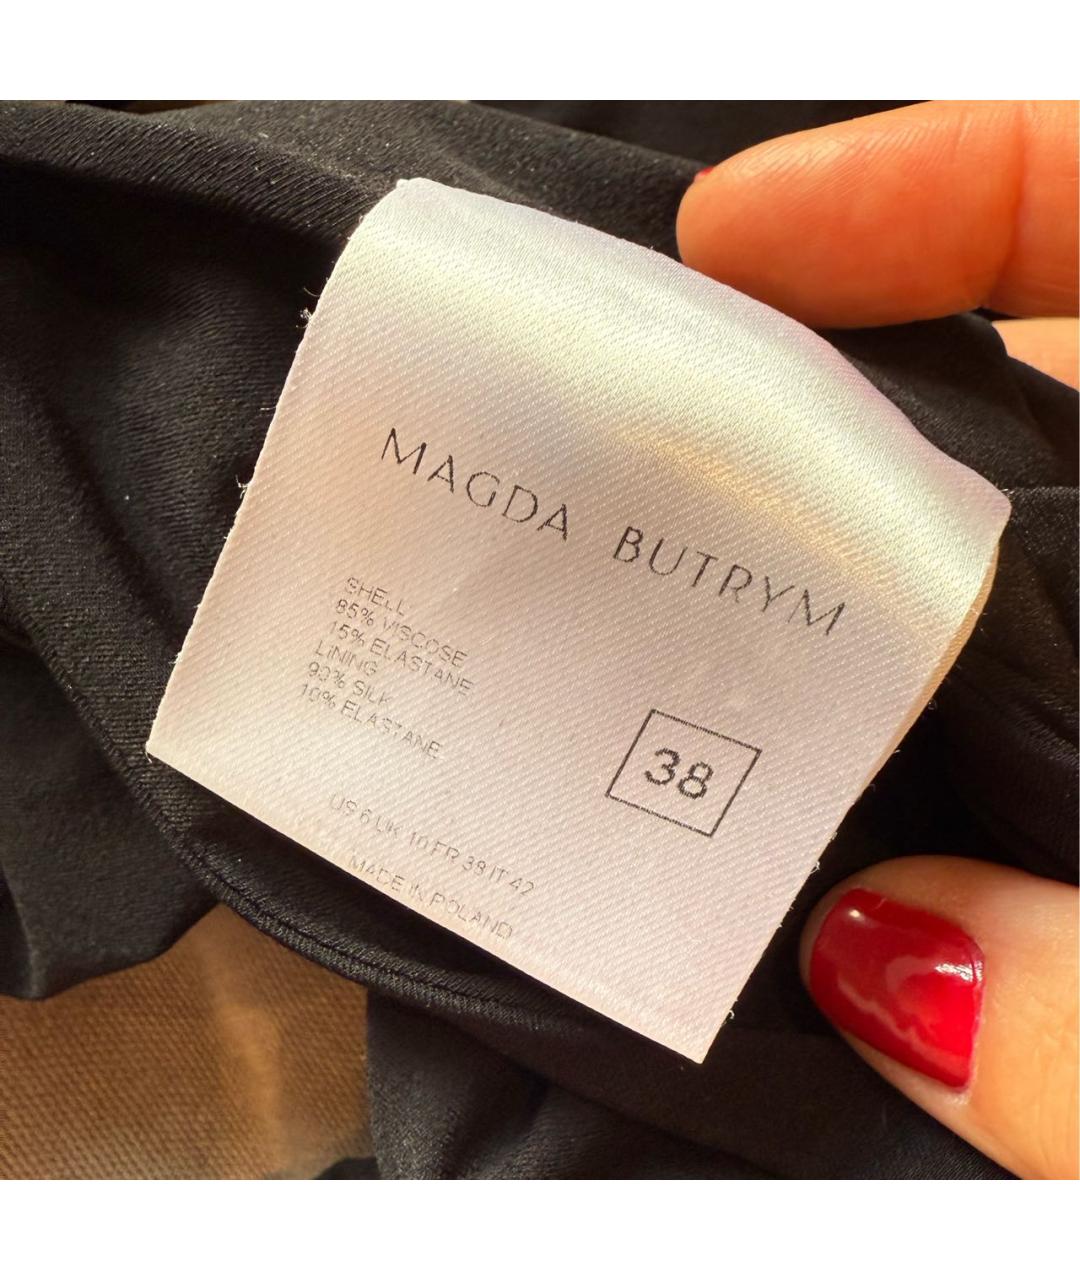 MAGDA BUTRYM
SHELL
85% VISCOSE
15% ELASTANE
LINING
90% SILK
10% ELASTANE
38
US 6 UK 10 FR 38 IT 42
MADE IN POLAND